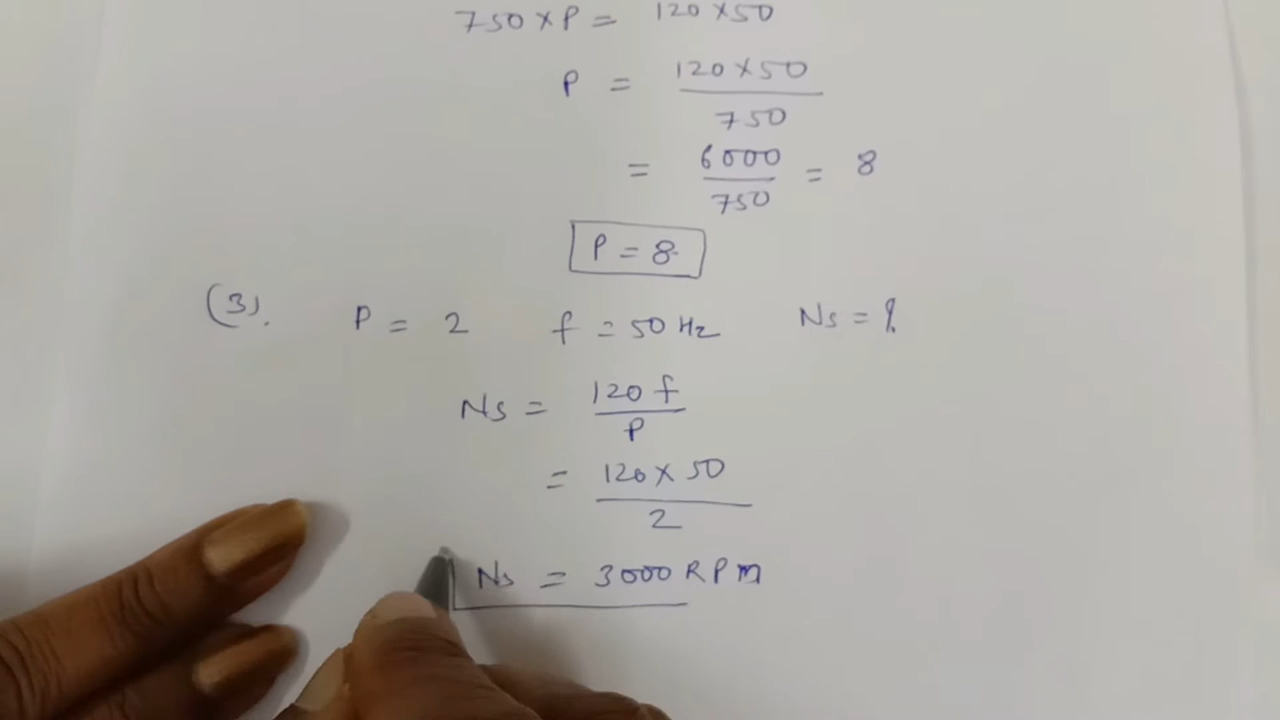 750 × P = 120 × 50
P = 120 × 50 / 750
= 6000 / 750 = 8
P = 8
(3). P = 2 f = 50 Hz Ns = ?
Ns = 120 f / P
= 120 × 50 / 2
Ns = 3000 RPM